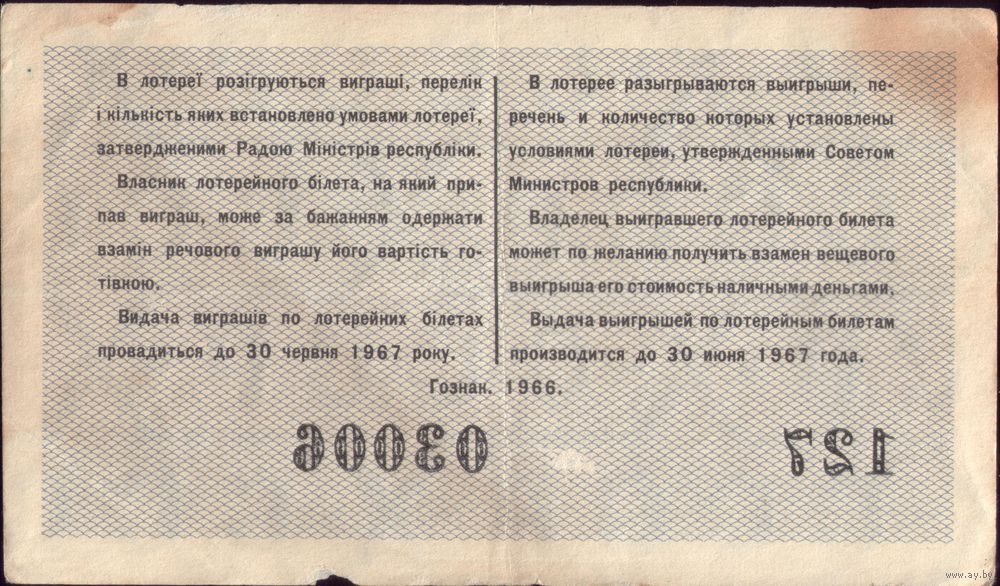 В лотереї розігруються виграші, перелік
і кількість яких встановлено умовами лотереї,
затвердженими Радою Міністрів республіки.
Власник лотерейного білета, на який при-
пав виграш, може за бажанням одержати
взамін речового виграшу його вартість го-
тівкою.
Видача виграшів по лотерейних білетах
провадиться до 30 червня 1967 року.
В лотерее разыгрываются выигрыши, пе-
речень и количество которых установлены
условиями лотереи, утвержденными Советом
Министров республики.
Владелец выигравшего лотерейного билета
может по желанию получить взамен вещевого
выигрыша его стоимость наличными деньгами.
Выдача выигрышей по лотерейным билетам
производится до 30 июня 1967 года.
Гознак. 1966.
03006
127
www.ay.by